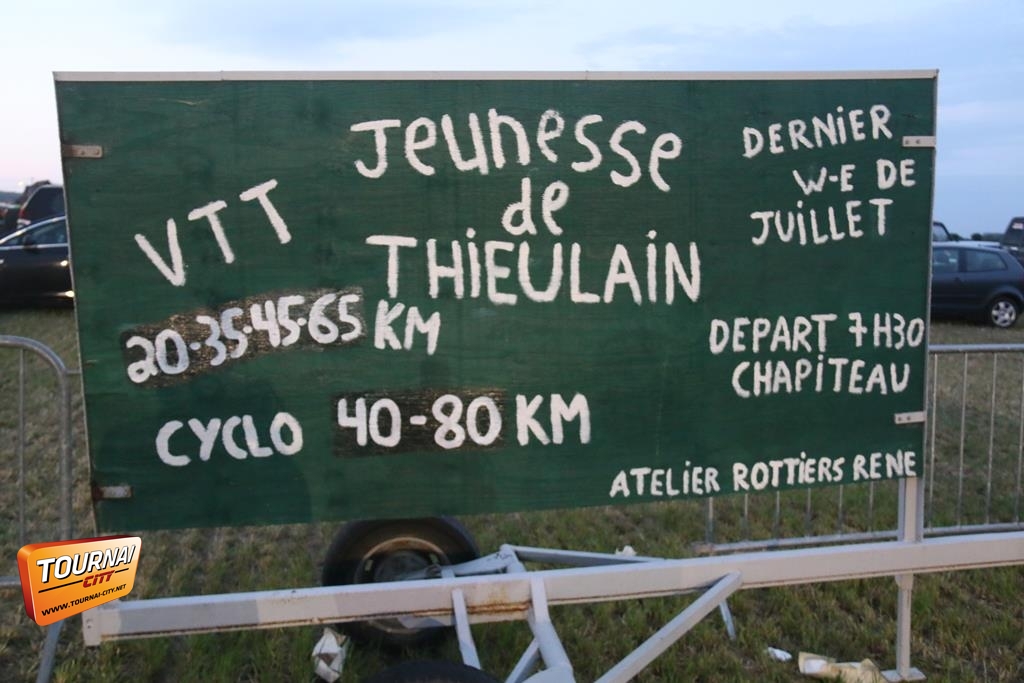 Jeunesse
de
THIEULAIN
VTT
20-35-45-65 KM
CYCLO 40-80 KM
DERNIER
W-E DE
JUILLET
DEPART 7H30
CHAPITEAU
ATELIER ROTTIERS RENE
TOURNAI
CITY
WWW.TOURNAI-CITY.NET